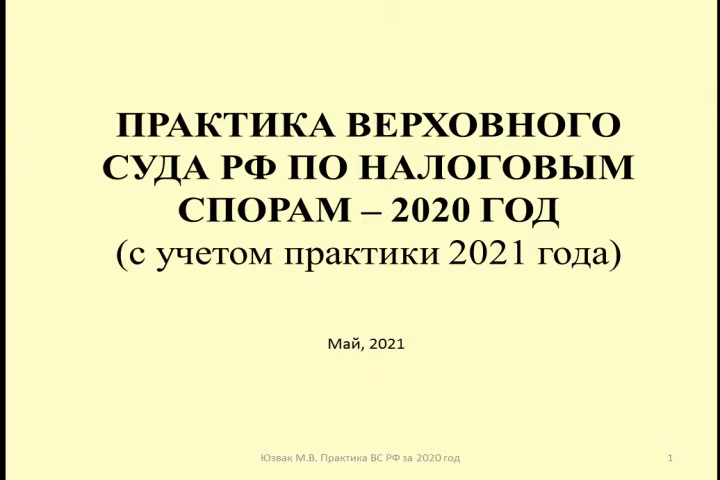 ПРАКТИКА ВЕРХОВНОГО
СУДА РФ ПО НАЛОГОВЫМ
СПОРАМ – 2020 ГОД
(с учетом практики 2021 года)
Май, 2021
Юзвак М.В. Практика ВС РФ за 2020 год
1